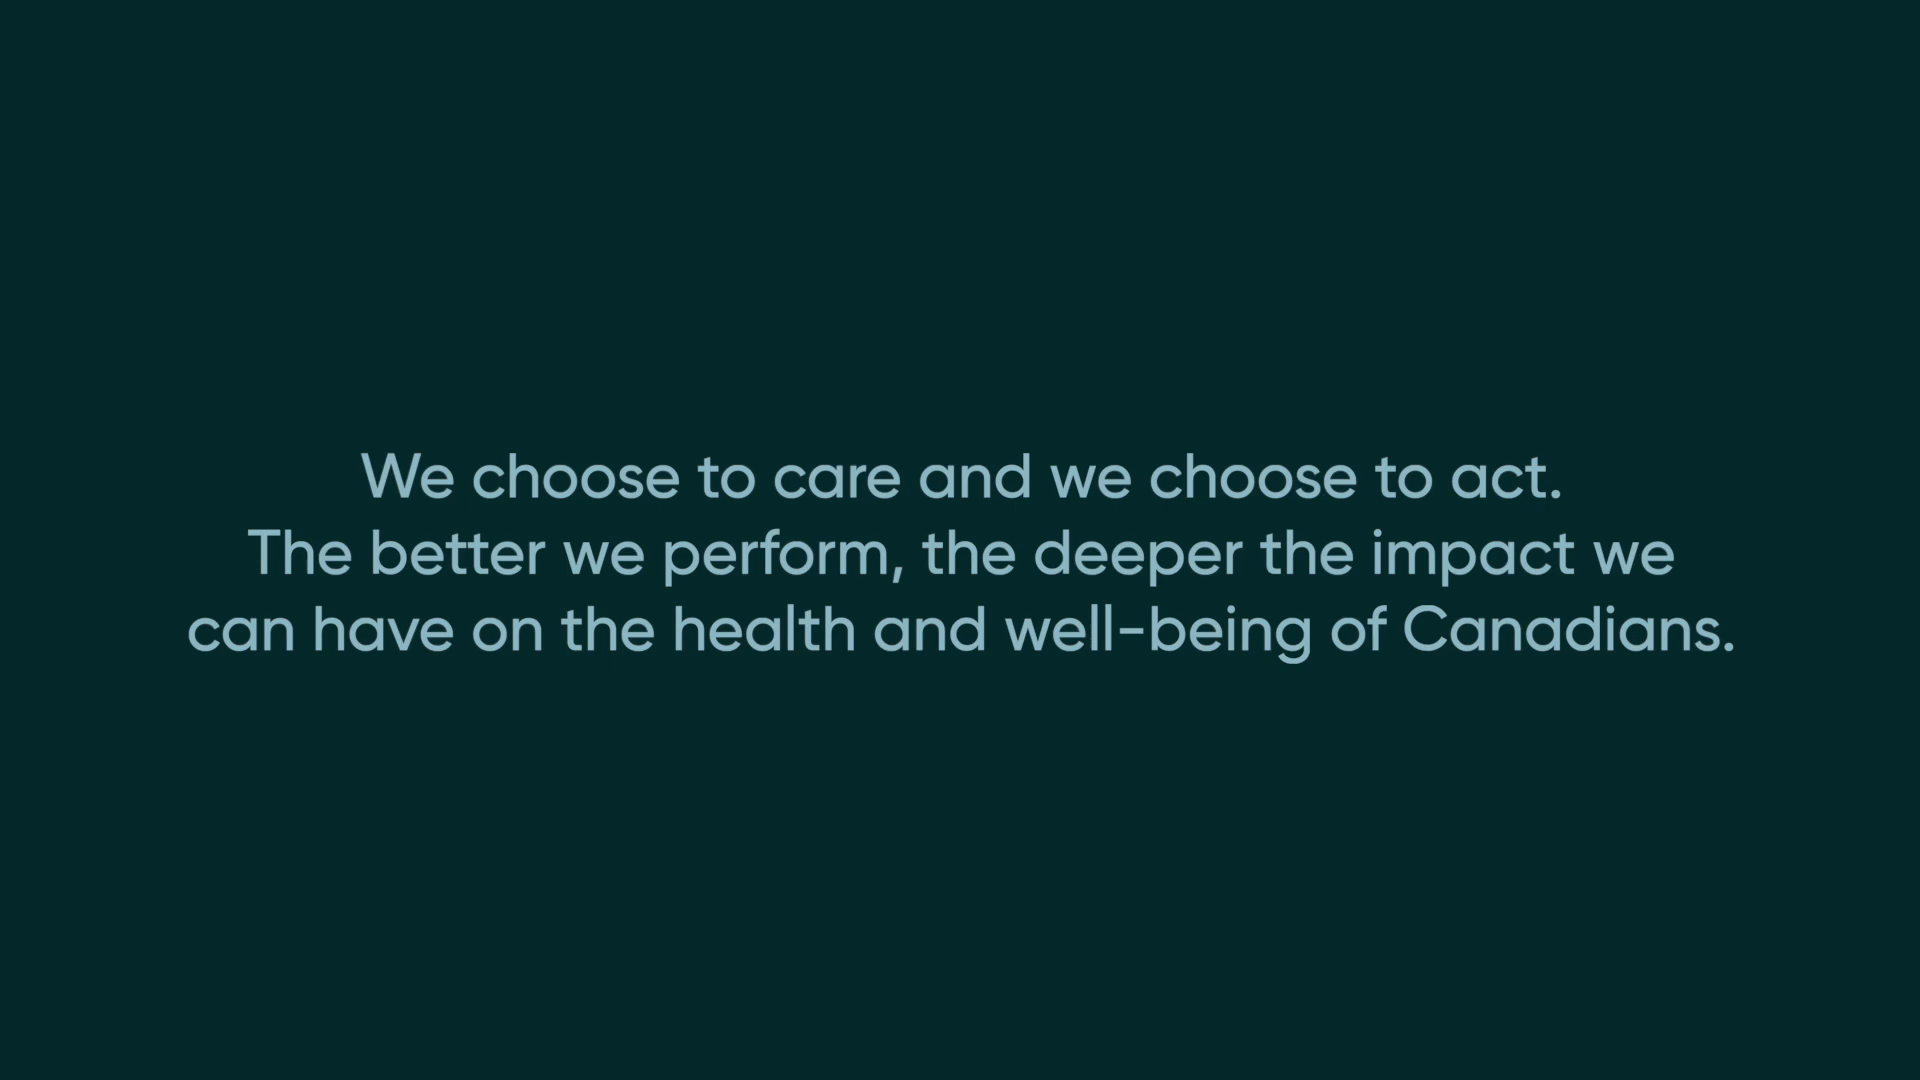 We choose to care and we choose to act.
The better we perform, the deeper the impact we
can have on the health and well-being of Canadians.